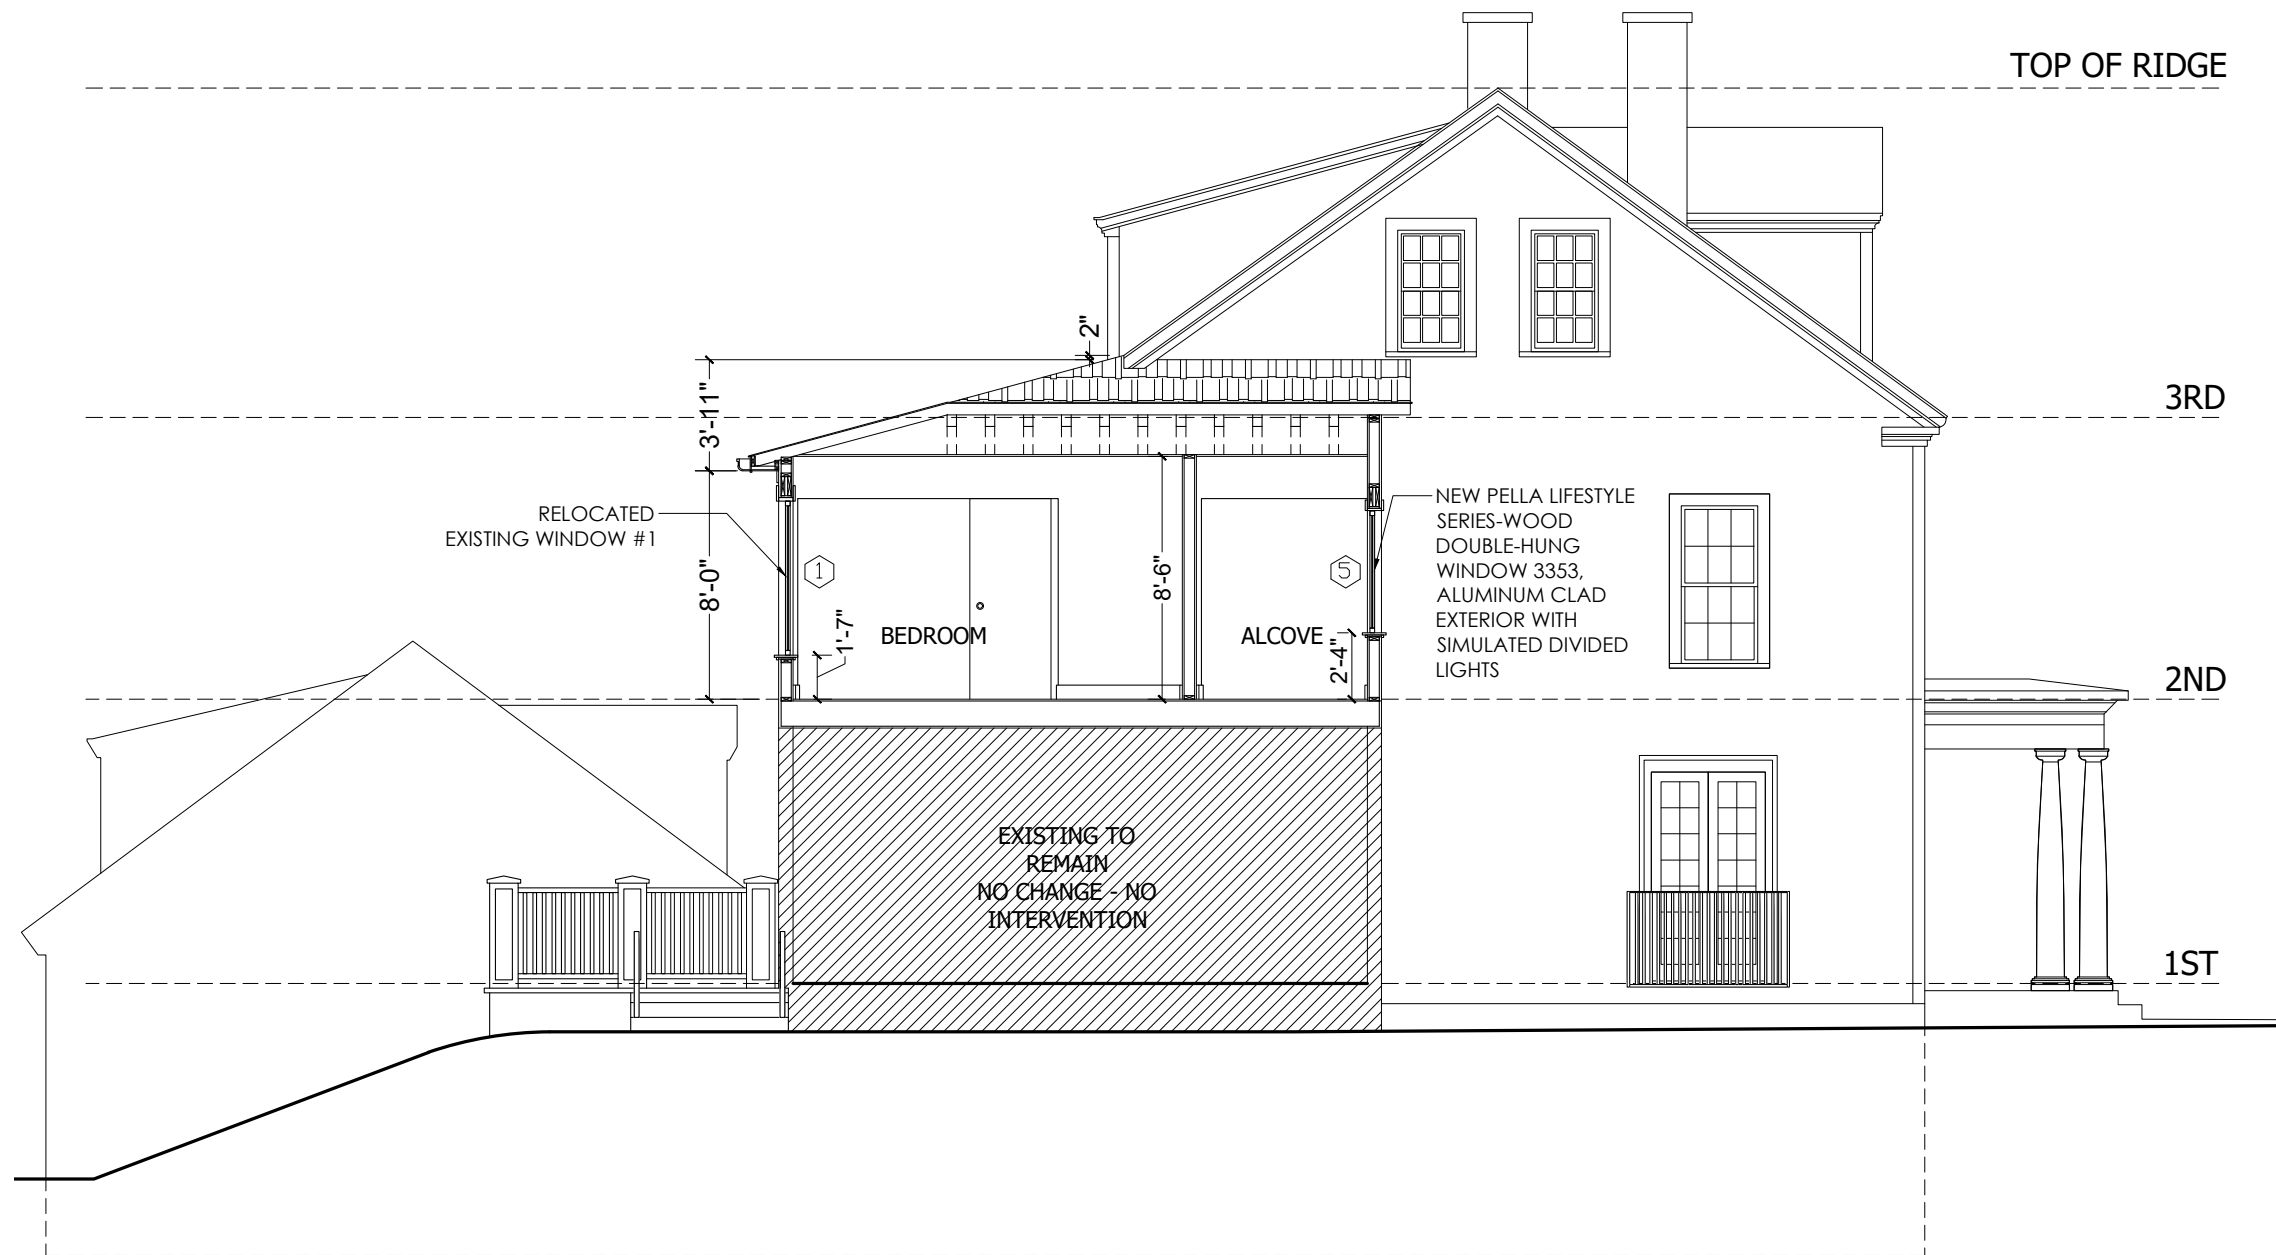 TOP OF RIDGE
2"
3RD
3'-11"
RELOCATED
EXISTING WINDOW #1
8'-0"
1
1'-7"
BEDROOM
8'-6"
ALCOVE
5
2'-4"
NEW PELLA LIFESTYLE
SERIES-WOOD
DOUBLE-HUNG
WINDOW 3353,
ALUMINUM CLAD
EXTERIOR WITH
SIMULATED DIVIDED
LIGHTS
2ND
EXISTING TO
REMAIN
NO CHANGE - NO
INTERVENTION
1ST